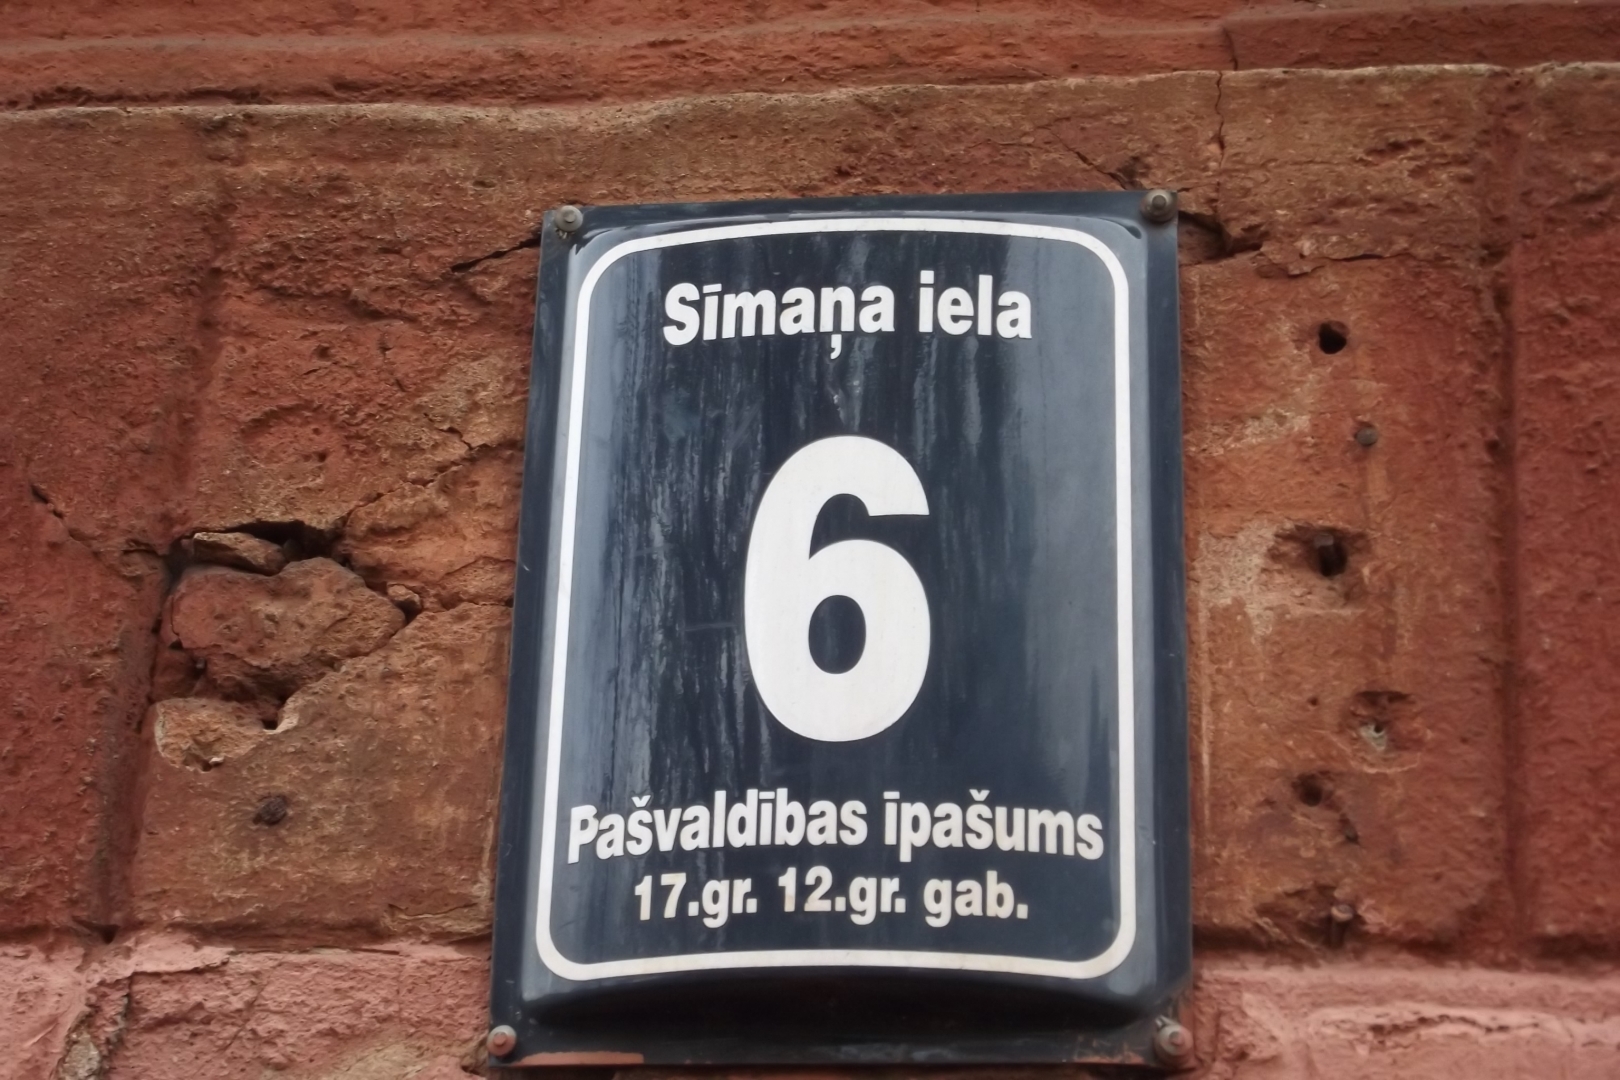 Sīmaņa iela
6
Pašvaldības īpašums
17.gr. 12.gr. gab.